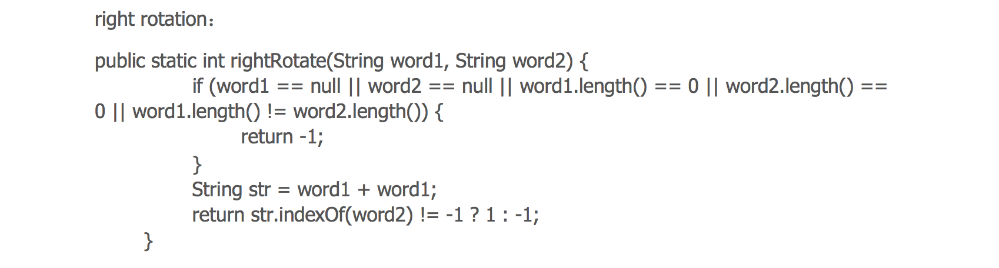 right rotation：
public static int rightRotate(String word1, String word2) {
if (word1 == null || word2 == null || word1.length() == 0 || word2.length() ==
0 || word1.length() != word2.length()) {
return -1;
}
String str = word1 + word1;
return str.indexOf(word2) != -1 ? 1 : -1;
}